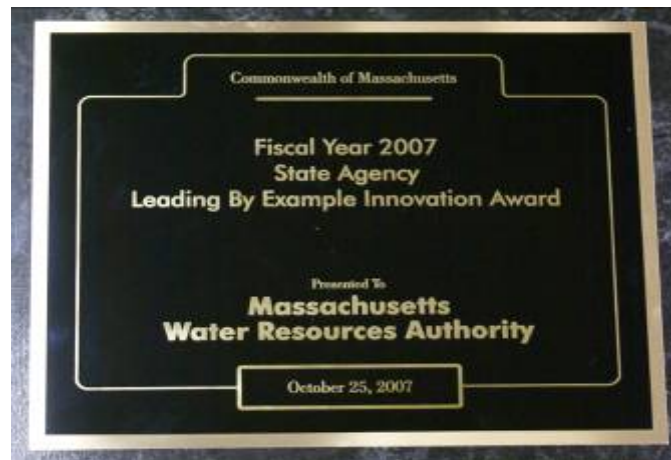 Commonwealth of Massachusetts
Fiscal Year 2007
State Agency
Leading By Example Innovation Award
Presented To
Massachusetts
Water Resources Authority
October 25, 2007